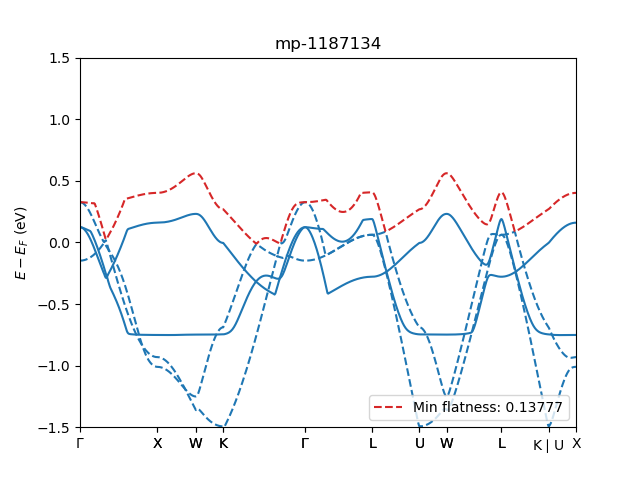 mp-1187134
E − E_F (eV)
1.5
1.0
0.5
0.0
−0.5
−1.0
−1.5
Min flatness: 0.13777
Γ X W K Γ L U W L K | U X